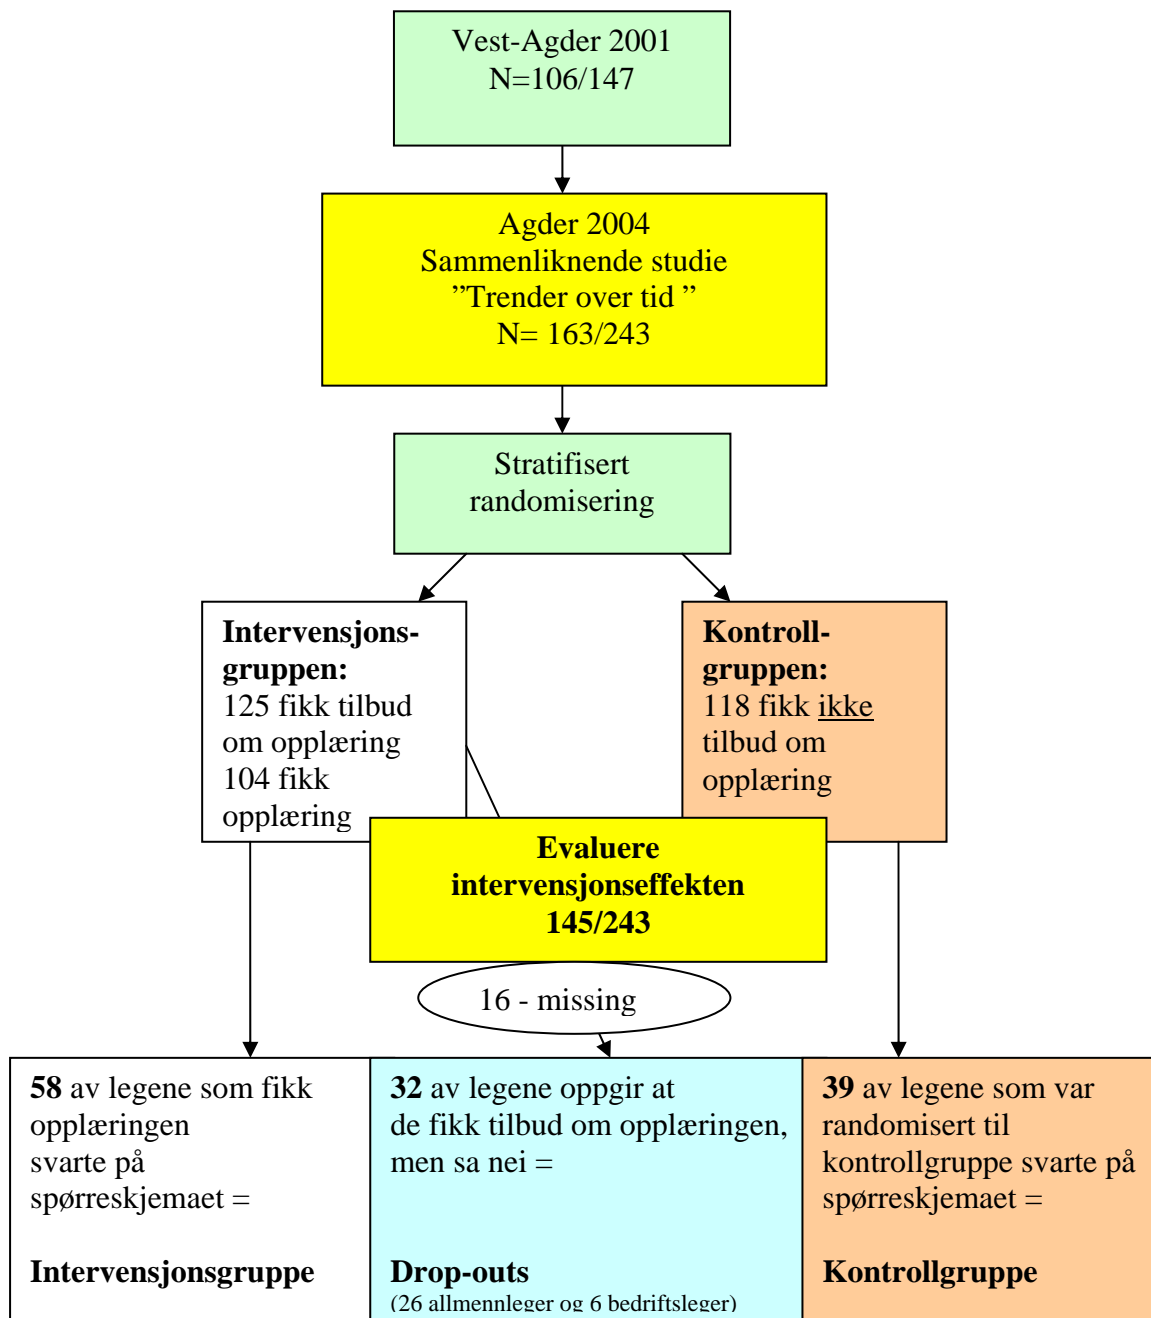 Vest-Agder 2001
N=106/147
Agder 2004
Sammenliknende studie
”Trender over tid ”
N= 163/243
Stratifisert
randomisering
Intervensjons-
gruppen:
125 fikk tilbud
om opplæring
104 fikk
opplæring
Kontroll-
gruppen:
118 fikk ikke
tilbud om
opplæring
Evaluere
intervensjonseffekten
145/243
16 - missing
58 av legene som fikk
opplæringen
svarte på
spørreskjemaet =
Intervensjonsgruppe
32 av legene oppgir at
de fikk tilbud om opplæringen,
men sa nei =
Drop-outs
(26 allmennleger og 6 bedriftsleger)
39 av legene som var
randomisert til
kontrollgruppe svarte på
spørreskjemaet =
Kontrollgruppe